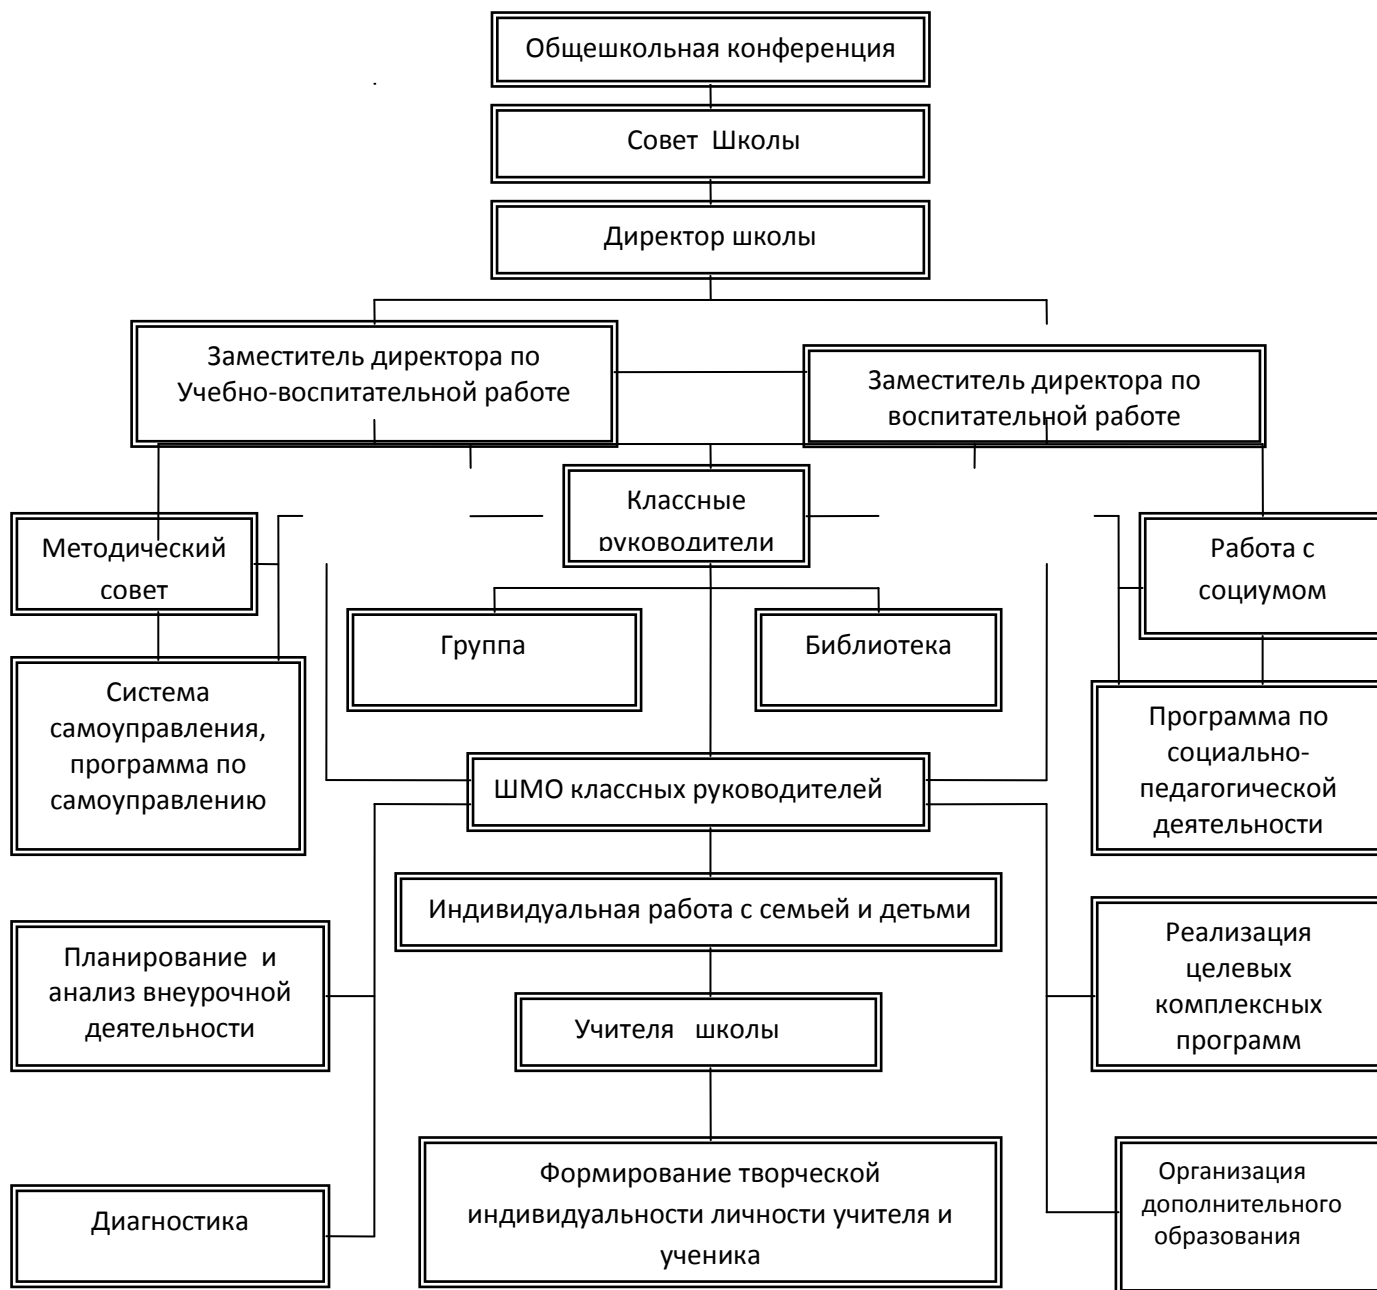 Общешкольная конференция
Совет Школы
Директор школы
Заместитель директора по
Учебно-воспитательной работе
Заместитель директора по
воспитательной работе
Классные
руководители
Методический
совет
Работа с
социумом
Группа
Библиотека
Система
самоуправления,
программа по
самоуправлению
Программа по
социально-
педагогической
деятельности
ШМО классных руководителей
Индивидуальная работа с семьей и детьми
Планирование и
анализ внеурочной
деятельности
Реализация
целевых
комплексных
программ
Учителя школы
Формирование творческой
индивидуальности личности учителя и
ученика
Диагностика
Организация
дополнительного
образования